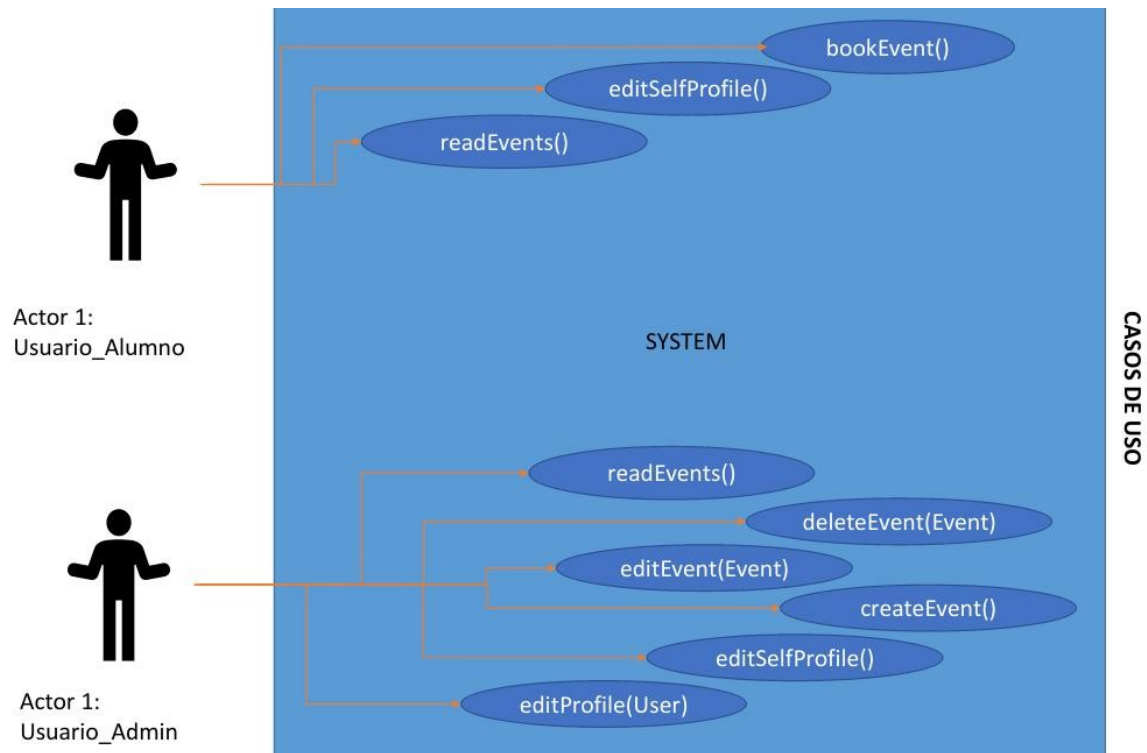 bookEvent()
editSelfProfile()
readEvents()
Actor 1:
Usuario_Alumno
SYSTEM
CASOS DE USO
readEvents()
deleteEvent(Event)
editEvent(Event)
createEvent()
editSelfProfile()
editProfile(User)
Actor 1:
Usuario_Admin